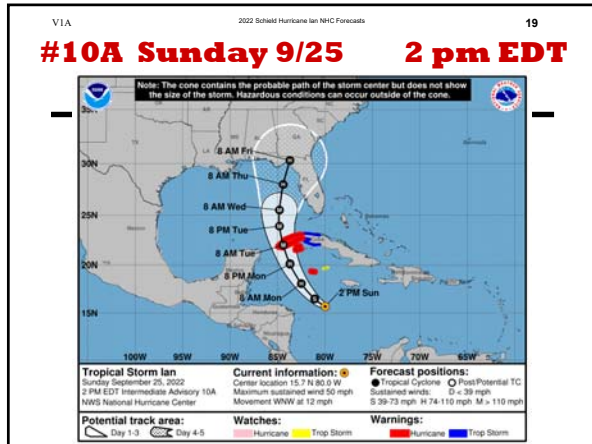 V1A 2022 Schield Hurricane Ian NHC Forecasts 19
#10A Sunday 9/25 2 pm EDT
Note: The cone contains the probable path of the storm center but does not show
the size of the storm. Hazardous conditions can occur outside of the cone.
8 AM Fri
8 AM Thu
8 AM Wed
8 PM Tue
8 AM Tue
8 PM Mon
8 AM Mon
2 PM Sun
30N
25N
20N
15N
100W 95W 90W 85W 80W 75W 70W 65W
Tropical Storm Ian
Sunday September 25, 2022
2 PM EDT Intermediate Advisory 10A
NWS National Hurricane Center
Current information:
Center location 15.7 N 80.0 W
Maximum sustained wind 50 mph
Movement WNW at 12 mph
Forecast positions:
Tropical Cyclone Post/Potential TC
Sustained winds: D < 39 mph
S 39-73 mph H 74-110 mph M > 110 mph
Potential track area:
Day 1-3 Day 4-5
Watches:
Hurricane Trop Storm
Warnings:
Hurricane Trop Storm